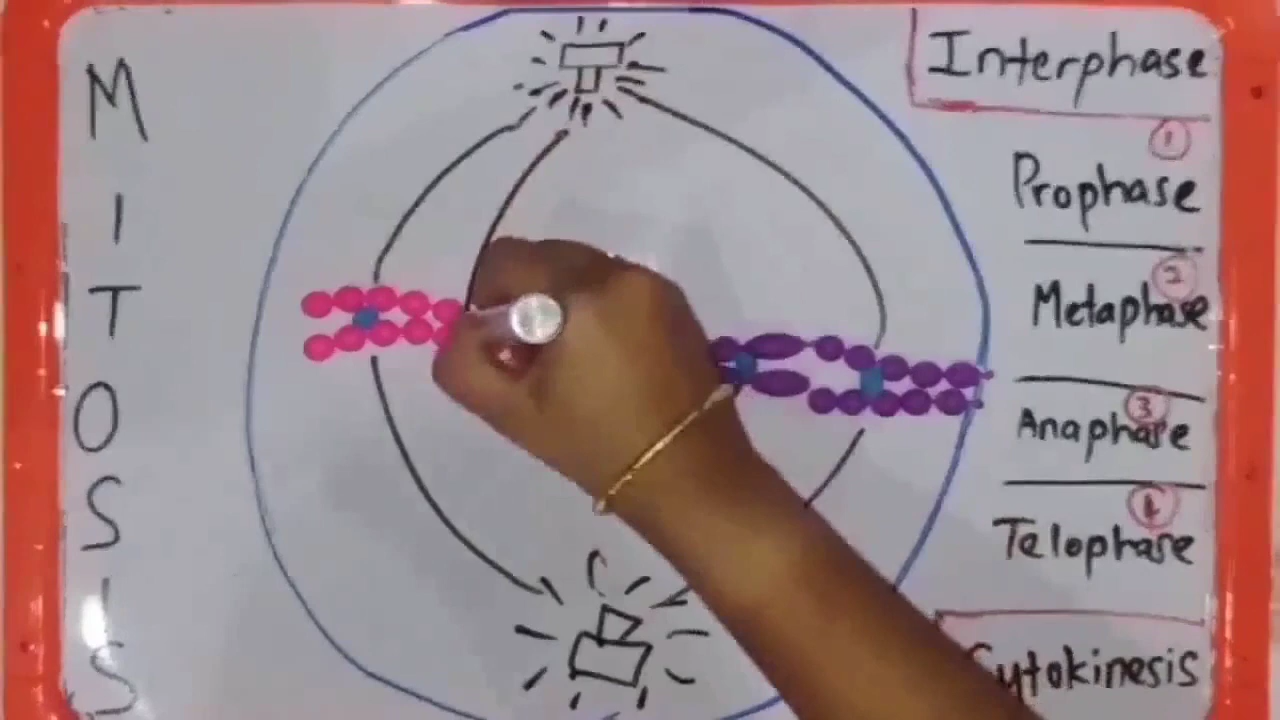 MITOSIS
Interphase
1
Prophase
2
Metaphase
3
Anaphase
4
Telophase
Cytokinesis